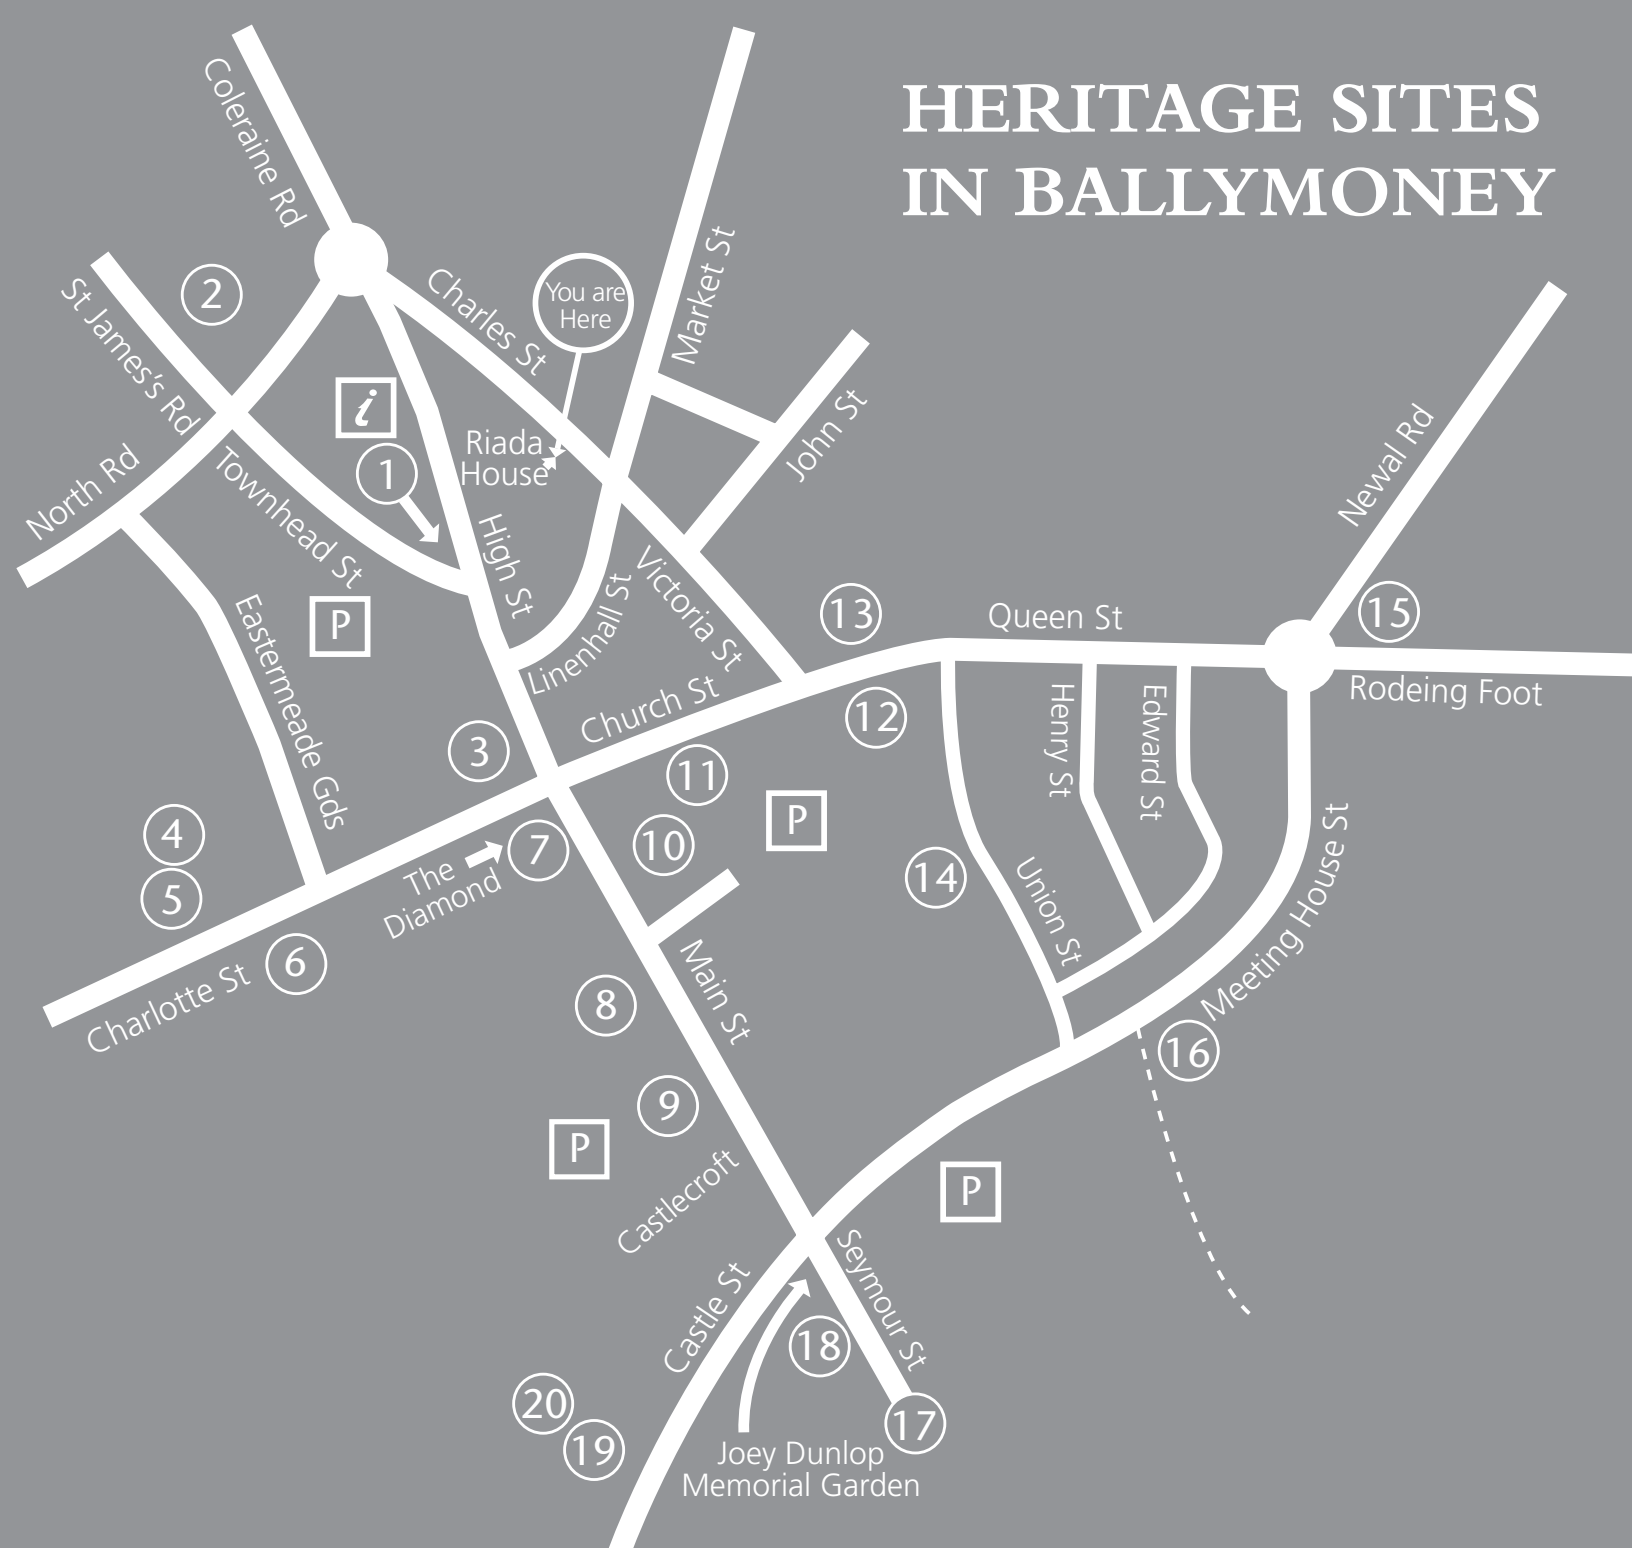 HERITAGE SITES
IN BALLYMONEY
Coleraine Rd
2
St James's Rd
Charles St
You are
Here
Market St
i
1
Riada
House
John St
North Rd
Townhead St
High St
Newal Rd
P
Eastermeade Gds
Linenhall St
Victoria St
13
Queen St
15
Rodeing Foot
Church St
12
Henry St
Edward St
3
11
P
4
5
7
10
The
Diamond
14
Union St
Meeting House St
6
Charlotte St
8
Main St
16
9
P
Castlecroft
P
Castle St
Seymour St
18
20
19
17
Joey Dunlop
Memorial Garden